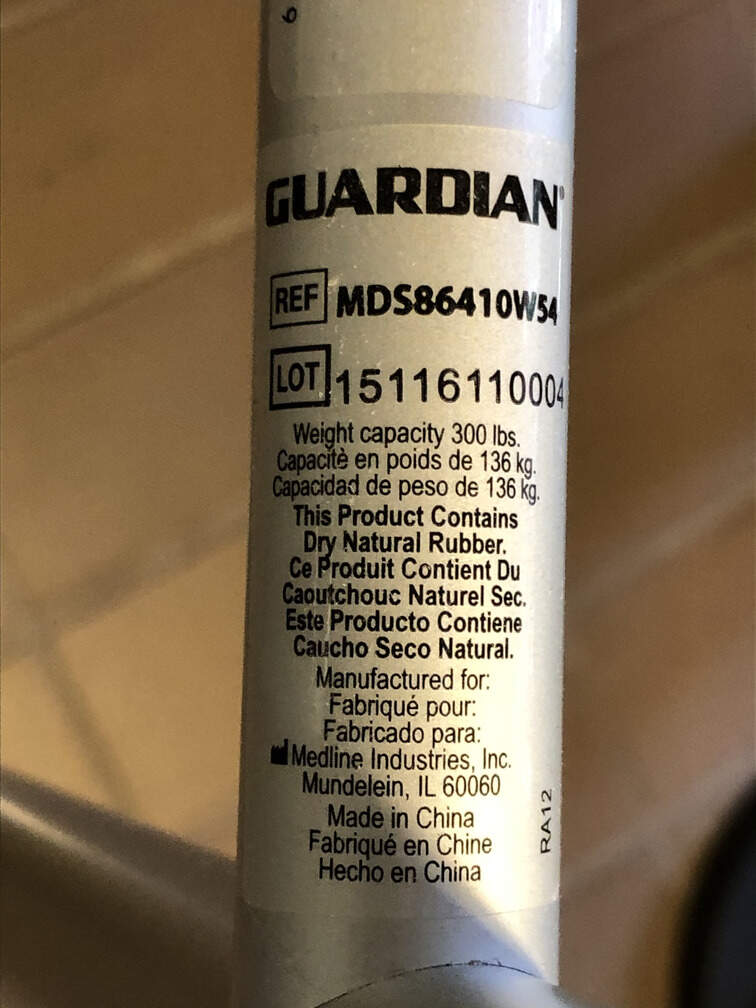 6
GUARDIAN®
REF MDS86410W54
LOT 15116110004
Weight capacity 300 lbs.
Capacitè en poids de 136 kg.
Capacidad de peso de 136 kg.
This Product Contains
Dry Natural Rubber.
Ce Produit Contient Du
Caoutchouc Naturel Sec.
Este Producto Contiene
Caucho Seco Natural.
Manufactured for:
Fabriqué pour:
Fabricado para:
Medline Industries, Inc.
Mundelein, IL 60060
Made in China
Fabriqué en Chine
Hecho en China
RA12